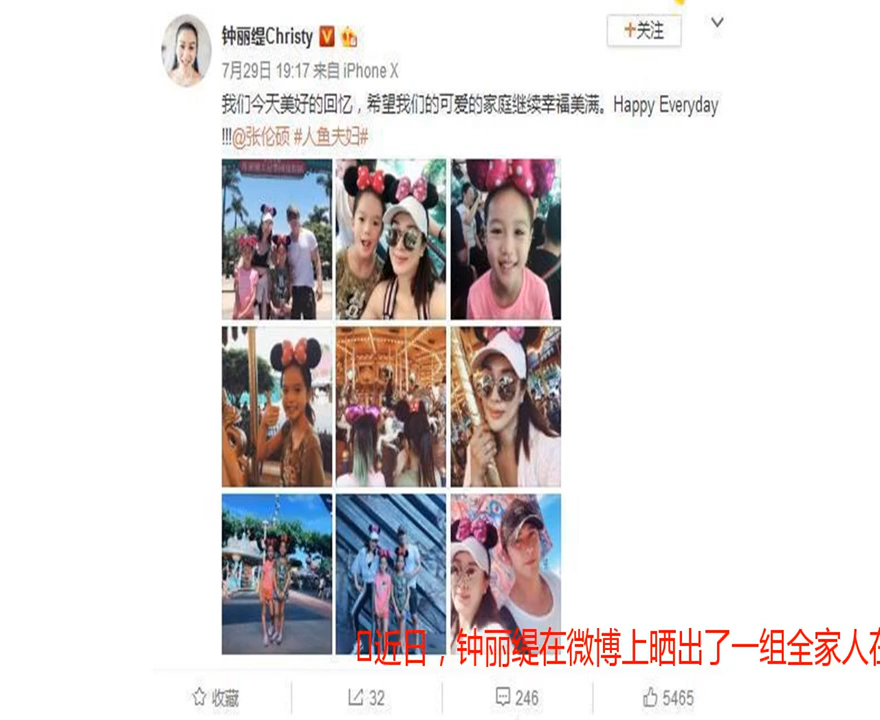 钟丽缇Christy
关注
7月29日 19:17 来自 iPhone X
我们今天美好的回忆，希望我们的可爱的家庭继续幸福美满。Happy Everyday
!!!@张伦硕 #人鱼夫妇#
近日，钟丽缇在微博上晒出了一组全家人在
收藏
32
246
5465